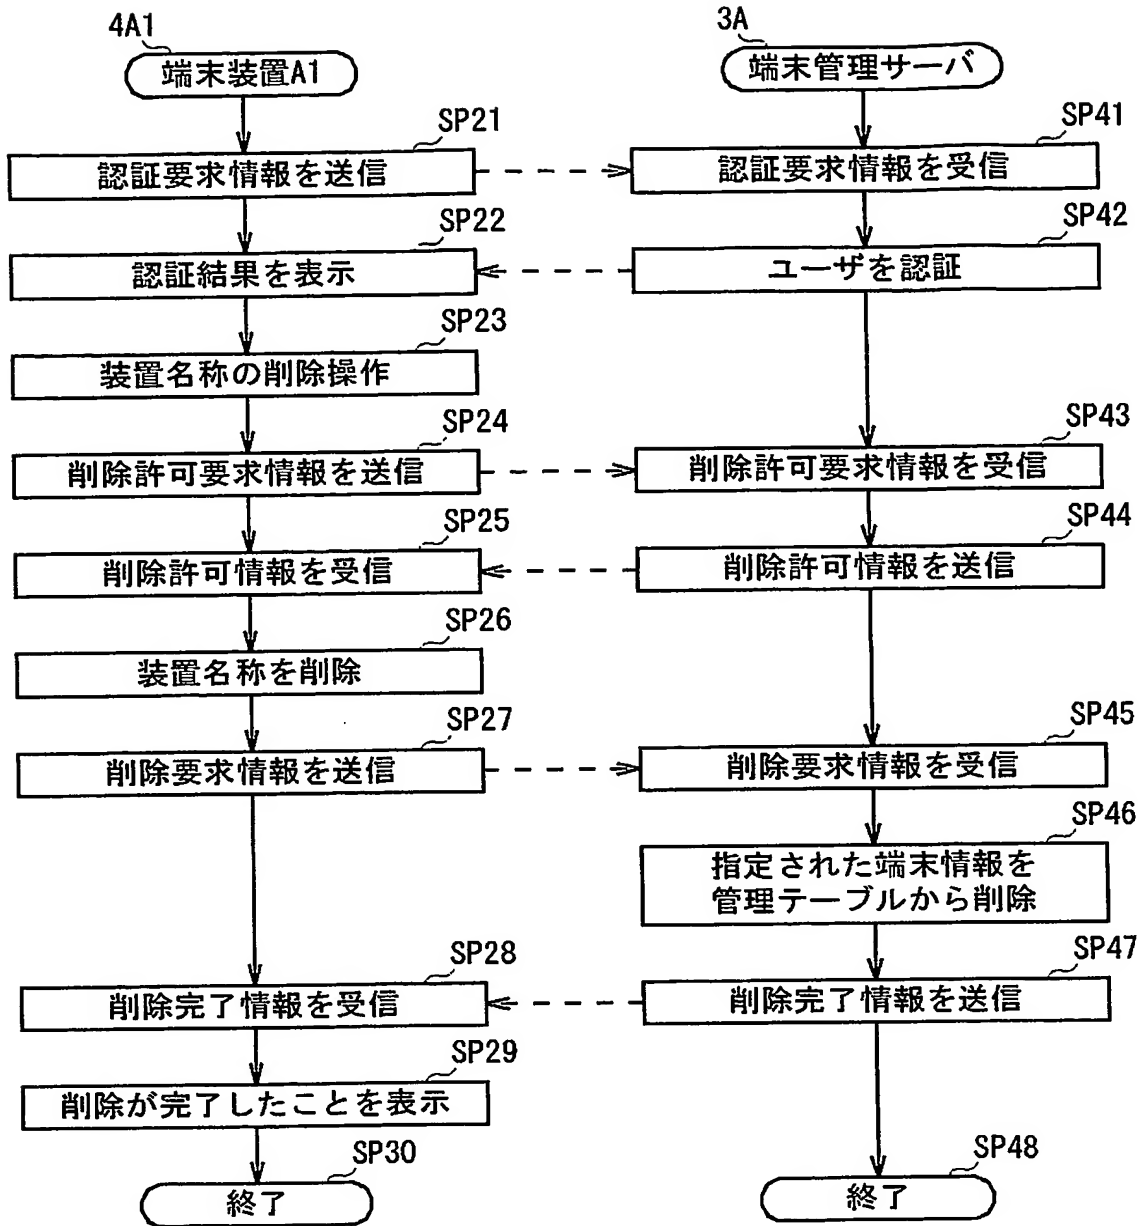 4A1
端末装置A1
3A
端末管理サーバ
SP21
認証要求情報を送信
SP41
認証要求情報を受信
SP22
認証結果を表示
SP42
ユーザを認証
SP23
装置名称の削除操作
SP24
削除許可要求情報を送信
SP43
削除許可要求情報を受信
SP25
削除許可情報を受信
SP44
削除許可情報を送信
SP26
装置名称を削除
SP27
削除要求情報を送信
SP45
削除要求情報を受信
SP46
指定された端末情報を
管理テーブルから削除
SP28
削除完了情報を受信
SP47
削除完了情報を送信
SP29
削除が完了したことを表示
SP30
終了
SP48
終了